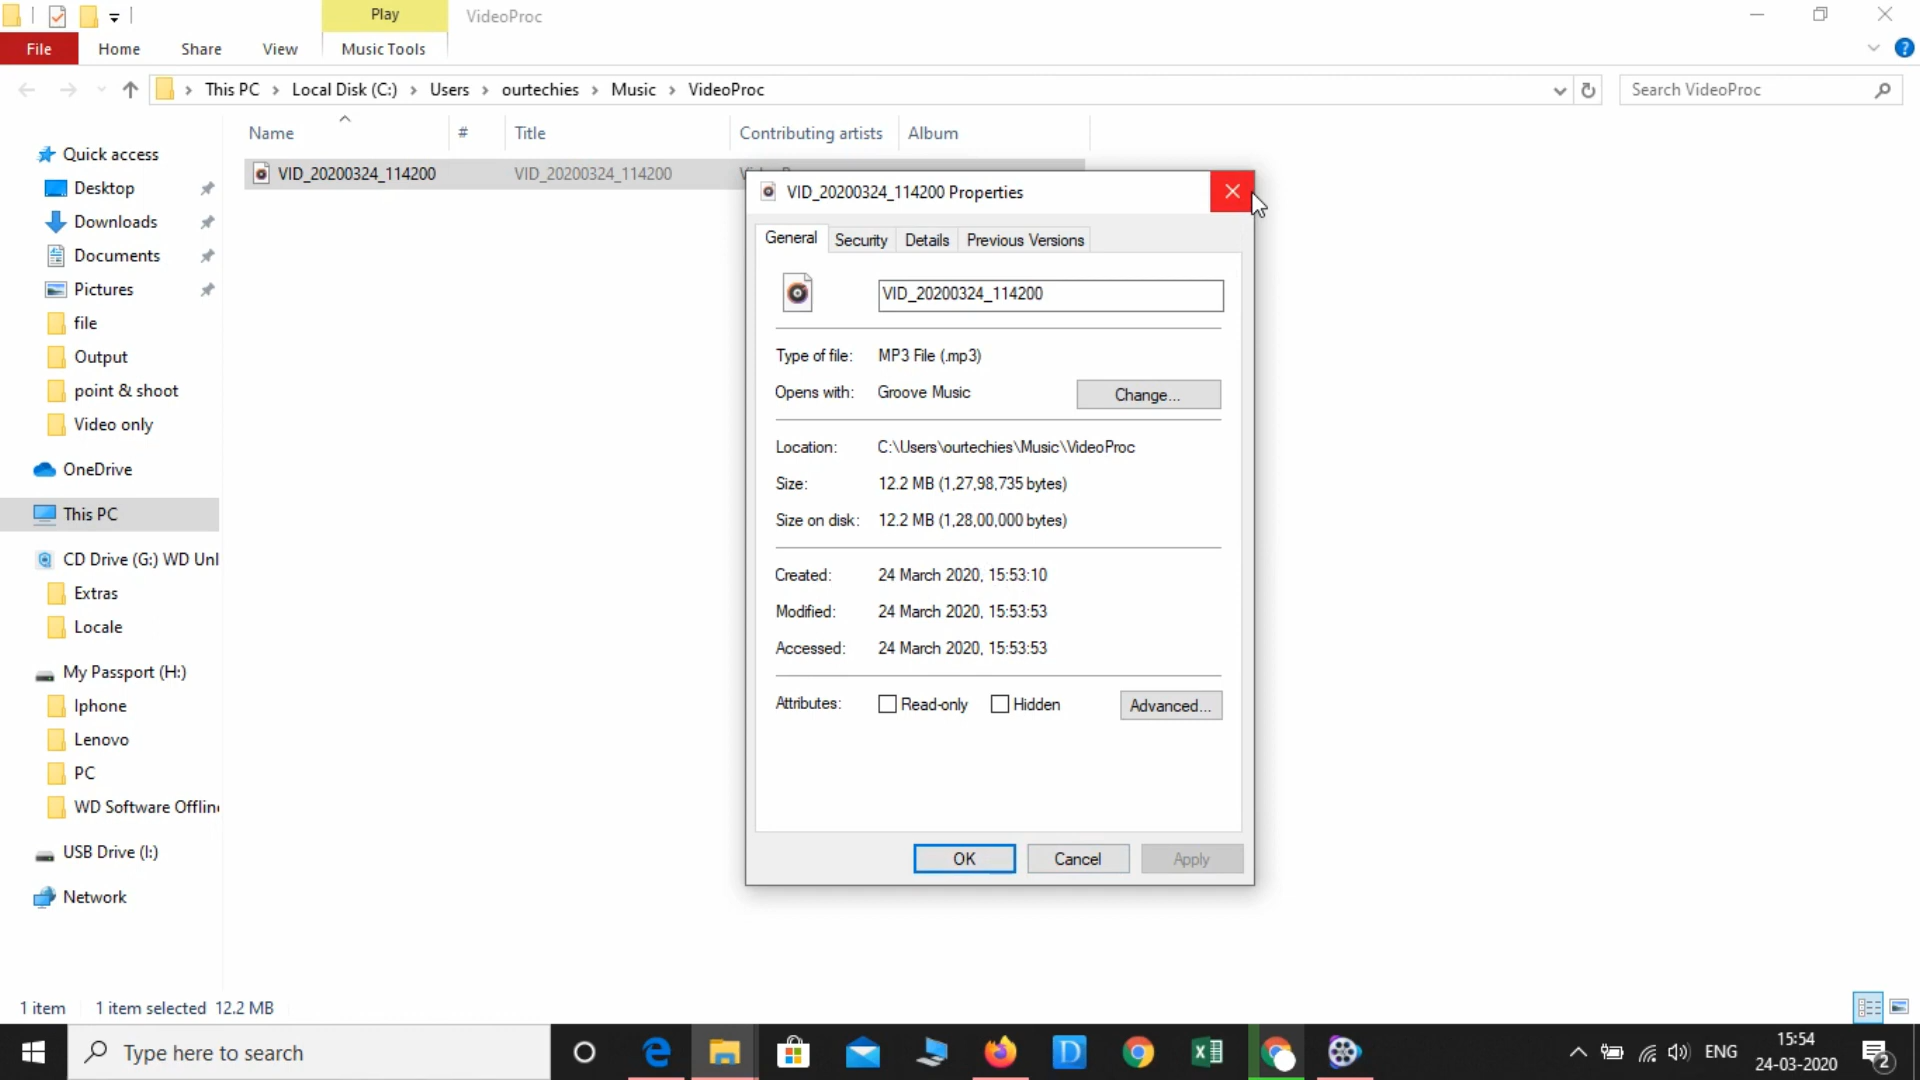 Play
VideoProc
File
Home
Share
View
Music Tools
This PC
Local Disk (C:)
Users
ourtechies
Music
VideoProc
Search VideoProc
Name
#
Title
Contributing artists
Album
VID_20200324_114200
VID_20200324_114200
Quick access
Desktop
Downloads
Documents
Pictures
file
Output
point & shoot
Video only
OneDrive
This PC
CD Drive (G:) WD Unl
Extras
Locale
My Passport (H:)
Iphone
Lenovo
PC
WD Software Offline
USB Drive (I:)
Network
VID_20200324_114200 Properties
General
Security
Details
Previous Versions
VID_20200324_114200
Type of file:
MP3 File (.mp3)
Opens with:
Groove Music
Change...
Location:
C:\Users\ourtechies\Music\VideoProc
Size:
12.2 MB (1,27,98,735 bytes)
Size on disk:
12.2 MB (1,28,00,000 bytes)
Created:
24 March 2020, 15:53:10
Modified:
24 March 2020, 15:53:53
Accessed:
24 March 2020, 15:53:53
Attributes:
Read-only
Hidden
Advanced...
OK
Cancel
Apply
1 item
1 item selected 12.2 MB
Type here to search
ENG
15:54
24-03-2020
2